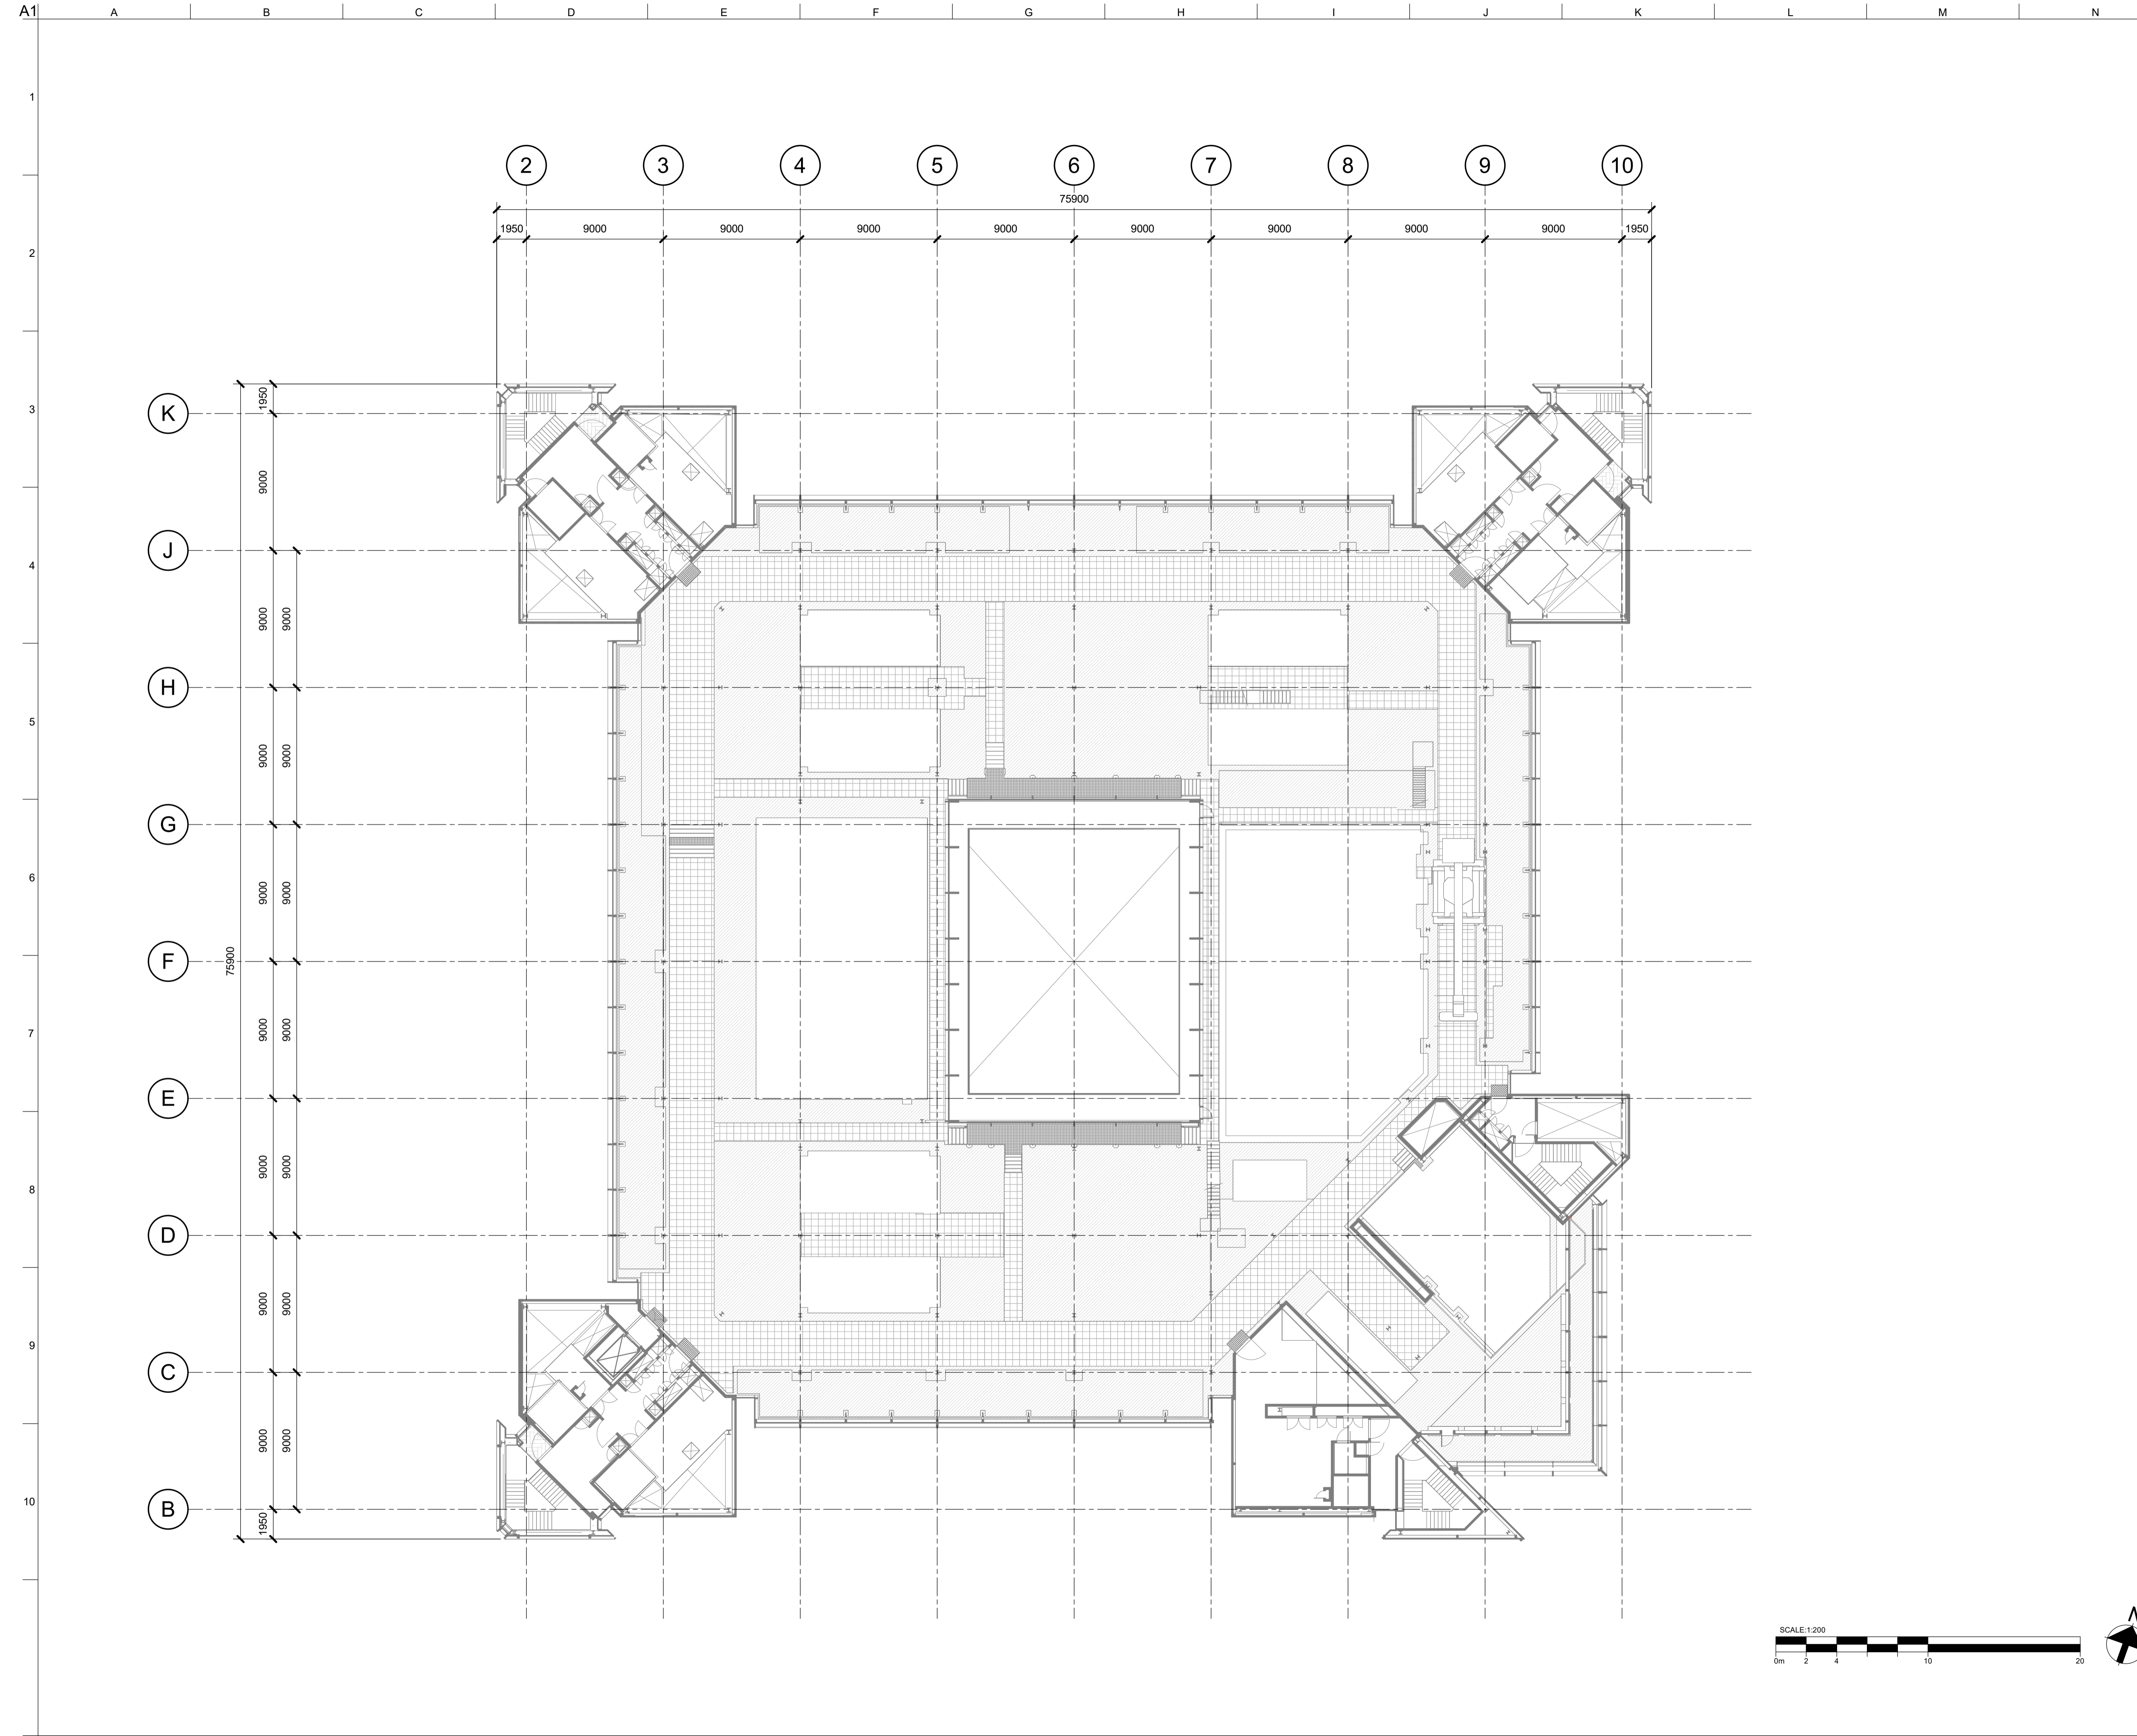 A1
A B C D E F G H I J K L M N
1
2 3 4 5 6 7 8 9 10
75900
1950 9000 9000 9000 9000 9000 9000 9000 9000 1950
2
3
K
1950
9000
J
4
9000 9000
H
5
9000 9000
G
6
9000 9000
F
75900
7
9000 9000
E
8
9000 9000
D
9000 9000
9
C
9000 9000
10
B
1950
SCALE:1:200
0m 2 4 10 20
N